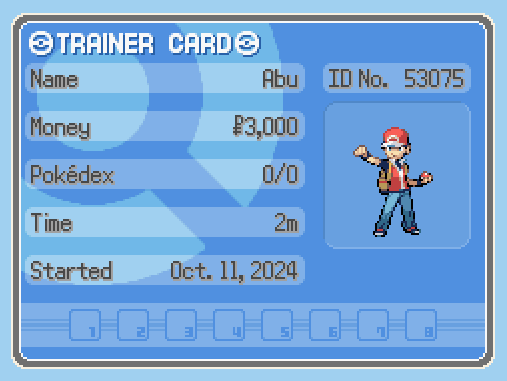 TRAINER CARD
Name Abu
ID No. 53075
Money ₽3,000
Pokédex 0/0
Time 2m
Started Oct. 11, 2024
1 2 3 4 5 6 7 8